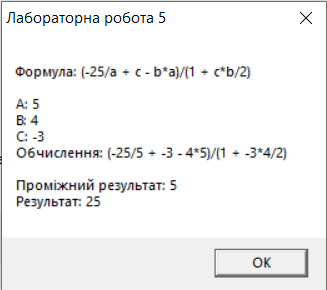 Лабораторна робота 5
Формула: (-25/a + c - b*a)/(1 + c*b/2)
A: 5
B: 4
C: -3
Обчислення: (-25/5 + -3 - 4*5)/(1 + -3*4/2)
Проміжний результат: 5
Результат: 25
OK